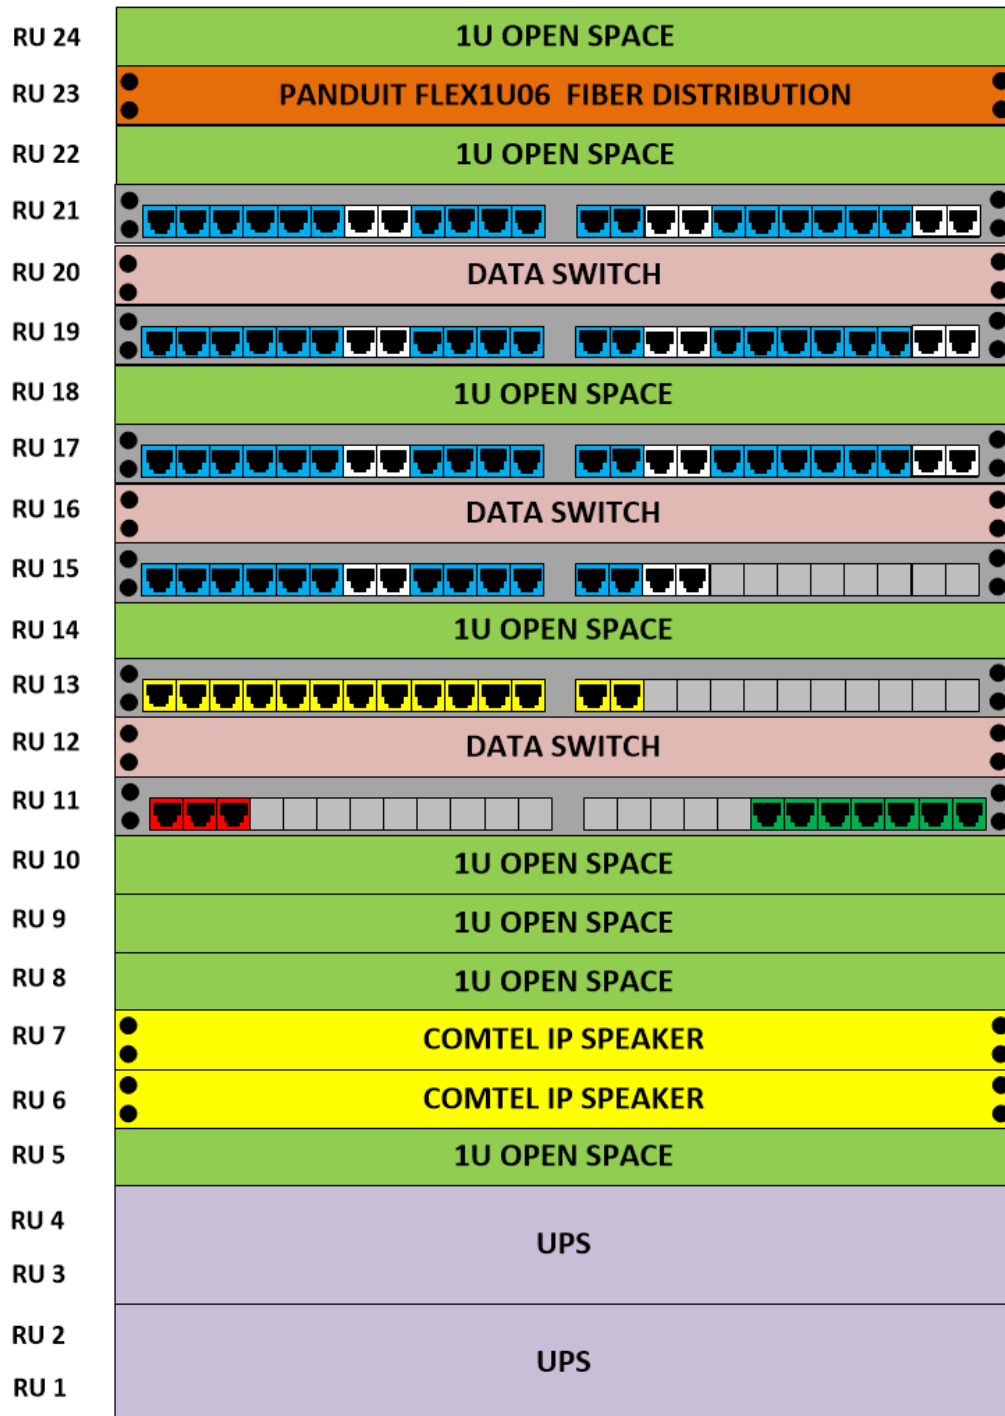 RU 24 1U OPEN SPACE
RU 23 PANDUIT FLEX1U06 FIBER DISTRIBUTION
RU 22 1U OPEN SPACE
RU 21
RU 20 DATA SWITCH
RU 19
RU 18 1U OPEN SPACE
RU 17
RU 16 DATA SWITCH
RU 15
RU 14 1U OPEN SPACE
RU 13
RU 12 DATA SWITCH
RU 11
RU 10 1U OPEN SPACE
RU 9 1U OPEN SPACE
RU 8 1U OPEN SPACE
RU 7 COMTEL IP SPEAKER
RU 6 COMTEL IP SPEAKER
RU 5 1U OPEN SPACE
RU 4
UPS
RU 3
RU 2
UPS
RU 1